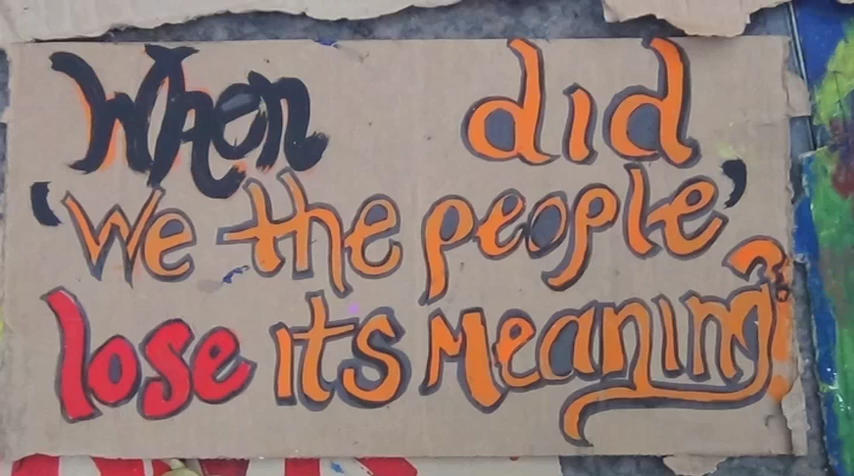 When did
'we the people'
lose its Meaning?